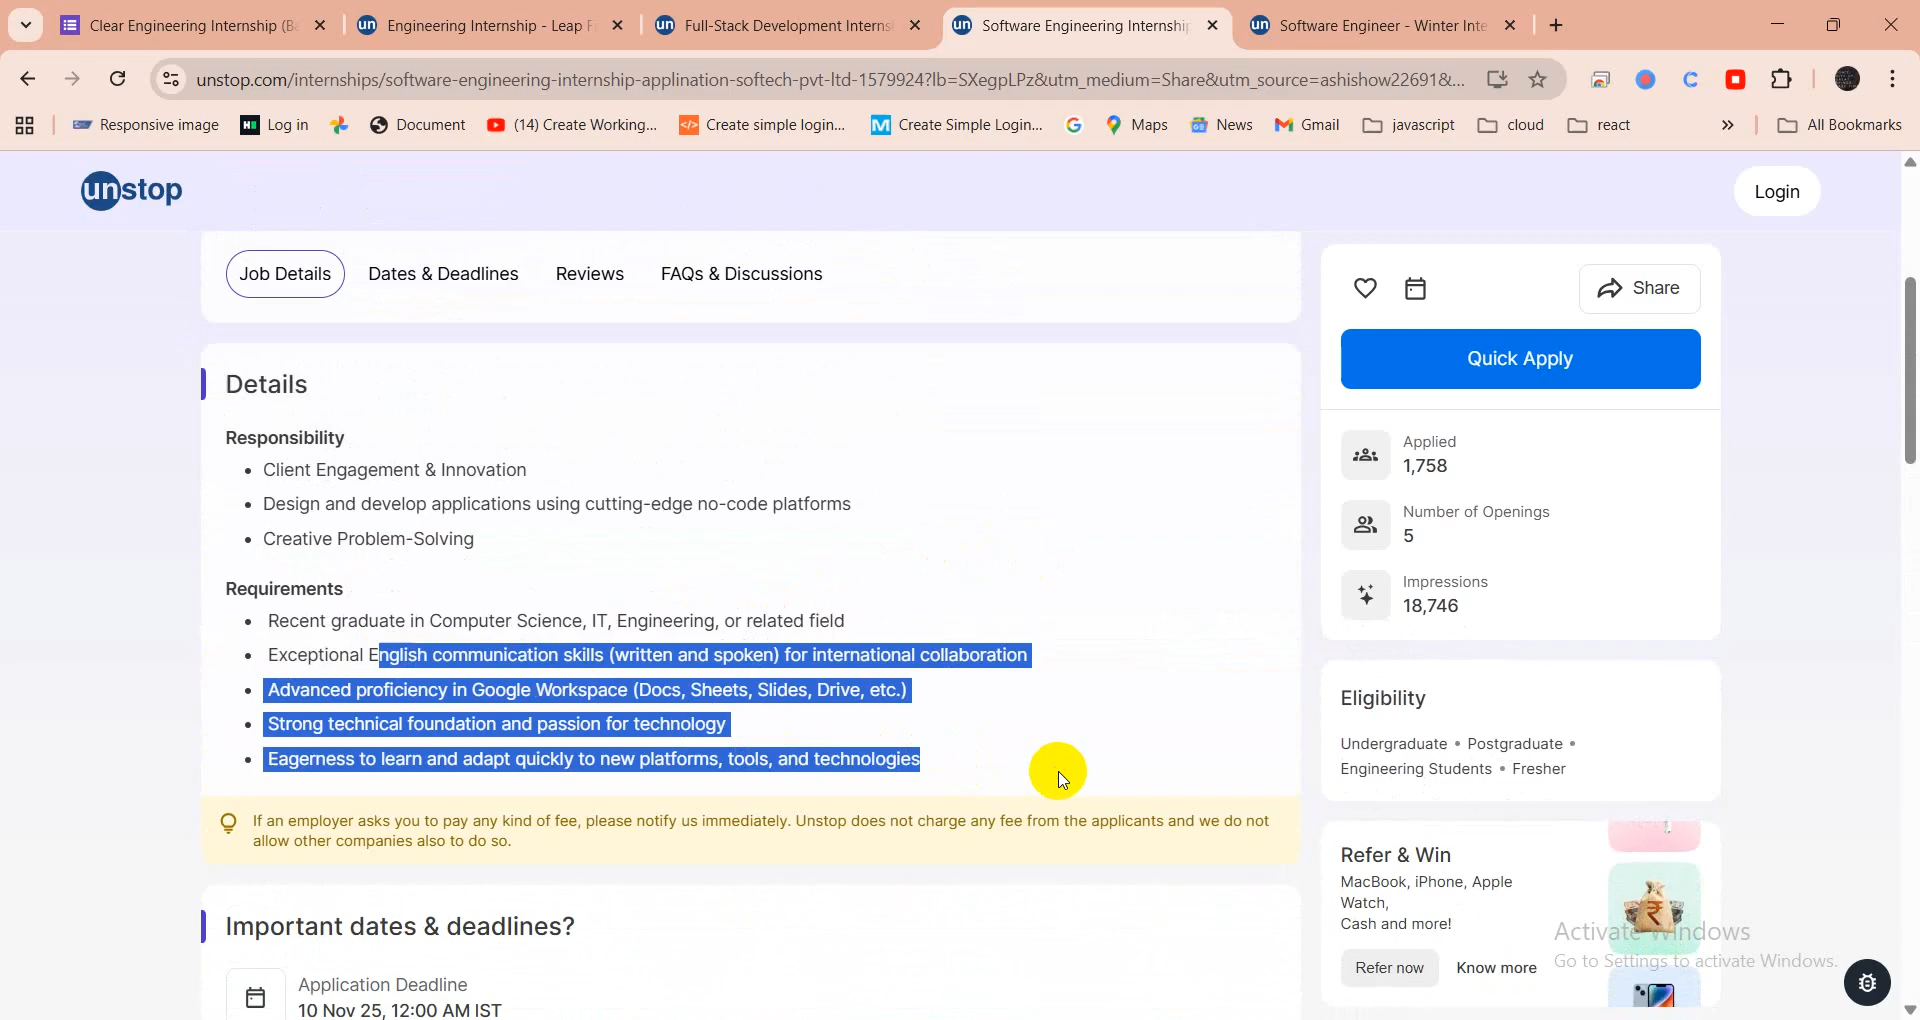 Clear Engineering Internship (Ba
Engineering Internship - Leap F
Full-Stack Development Interns
Software Engineering Internship
Software Engineer - Winter Inte
unstop.com/internships/software-engineering-internship-applination-softech-pvt-ltd-1579924?lb=SXegpLPz&utm_medium=Share&utm_source=ashishow22691&...
Responsive image
Log in
Document
(14) Create Working...
Create simple login...
Create Simple Login...
Maps
News
Gmail
javascript
cloud
react
»
All Bookmarks
unstop
Login
Job Details
Dates & Deadlines
Reviews
FAQs & Discussions
Details
Responsibility
• Client Engagement & Innovation
• Design and develop applications using cutting-edge no-code platforms
• Creative Problem-Solving
Requirements
• Recent graduate in Computer Science, IT, Engineering, or related field
• Exceptional English communication skills (written and spoken) for international collaboration
• Advanced proficiency in Google Workspace (Docs, Sheets, Slides, Drive, etc.)
• Strong technical foundation and passion for technology
• Eagerness to learn and adapt quickly to new platforms, tools, and technologies
If an employer asks you to pay any kind of fee, please notify us immediately. Unstop does not charge any fee from the applicants and we do not
allow other companies also to do so.
Important dates & deadlines?
Application Deadline
10 Nov 25, 12:00 AM IST
Share
Quick Apply
Applied
1,758
Number of Openings
5
Impressions
18,746
Eligibility
Undergraduate • Postgraduate •
Engineering Students • Fresher
Refer & Win
MacBook, iPhone, Apple
Watch,
Cash and more!
Refer now
Know more
Activate Windows
Go to Settings to activate Windows.